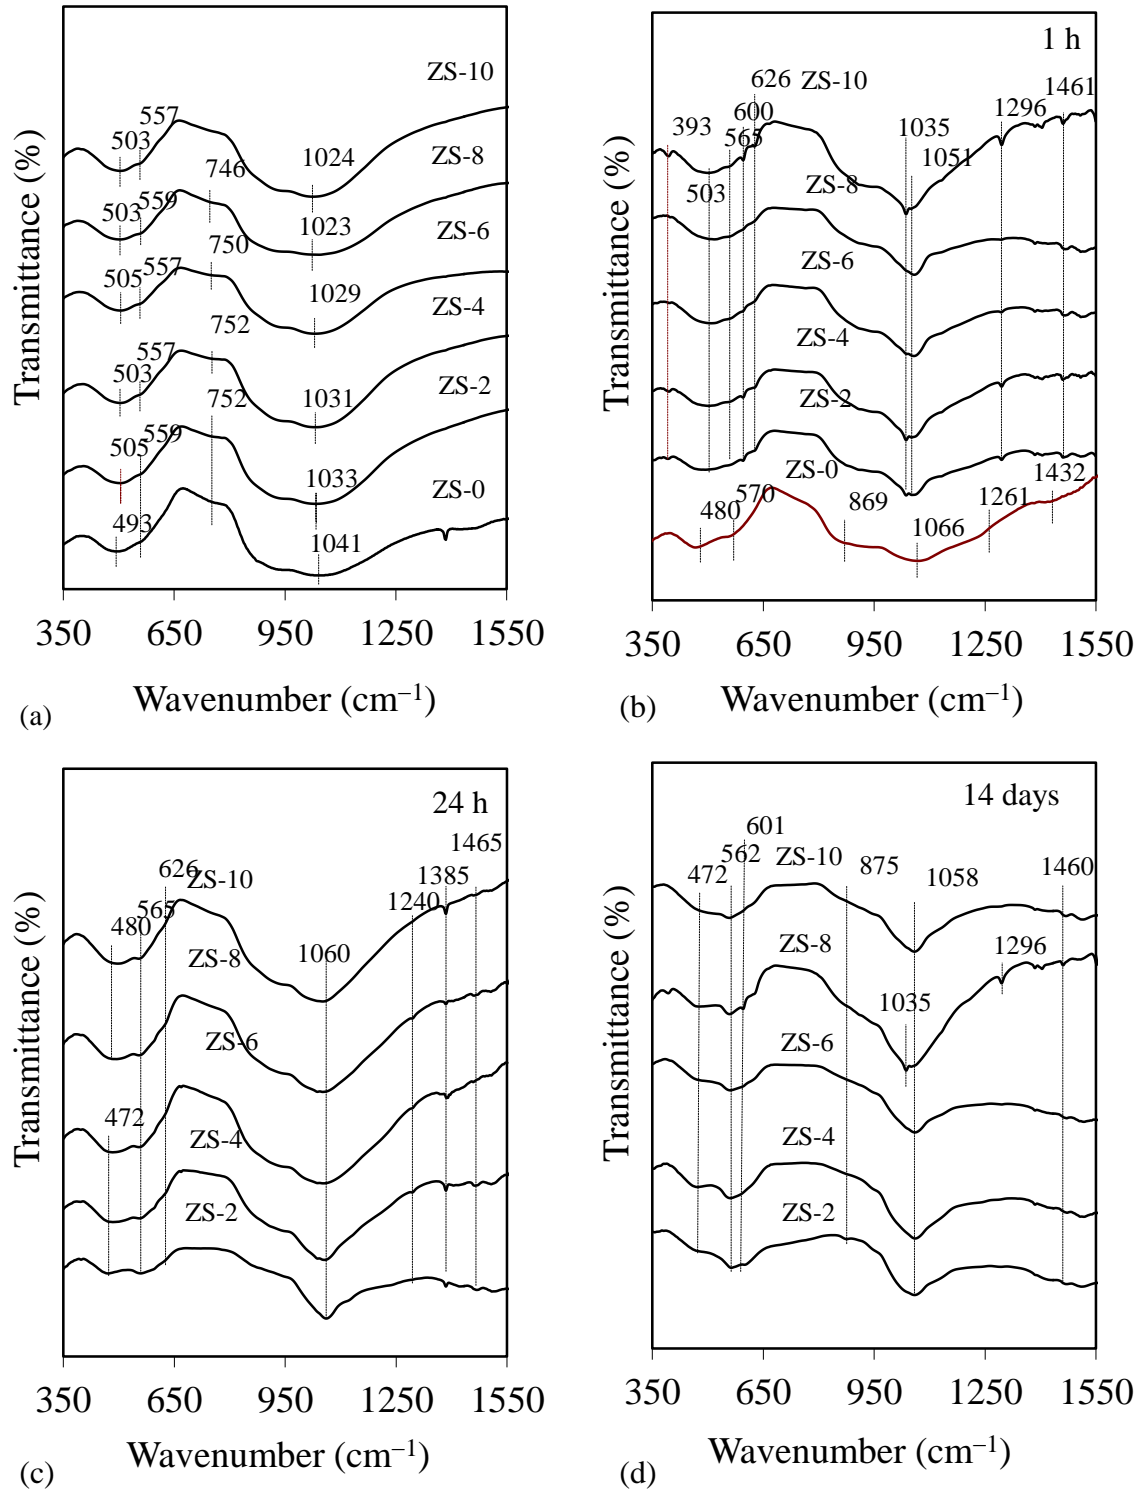 ZS-10
557
503
1024
ZS-8
746
559
503
1023
ZS-6
750
557
505
1029
ZS-4
752
557
503
1031
ZS-2
752
559
505
1033
ZS-0
493
1041
Transmittance (%)
350 650 950 1250 1550
Wavenumber (cm⁻¹)
(a)
1 h
ZS-10
626
600
565
393
503
1035
1051
1296
1461
ZS-8
ZS-6
ZS-4
ZS-2
ZS-0
480
570
869
1066
1261
1432
Transmittance (%)
350 650 950 1250 1550
Wavenumber (cm⁻¹)
(b)
24 h
1465
1385
1240
626
ZS-10
565
480
1060
ZS-8
ZS-6
472
ZS-4
ZS-2
Transmittance (%)
350 650 950 1250 1550
Wavenumber (cm⁻¹)
(c)
14 days
601
562
ZS-10
472
875
1058
1460
ZS-8
1296
1035
ZS-6
ZS-4
ZS-2
Transmittance (%)
350 650 950 1250 1550
Wavenumber (cm⁻¹)
(d)